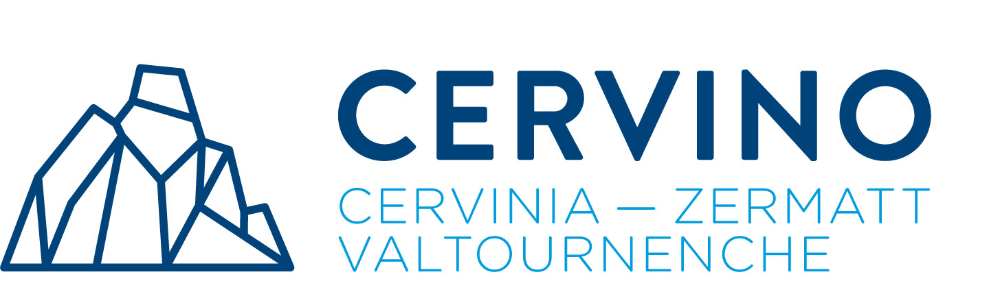 CERVINO
CERVINIA — ZERMATT
VALTOURNENCHE